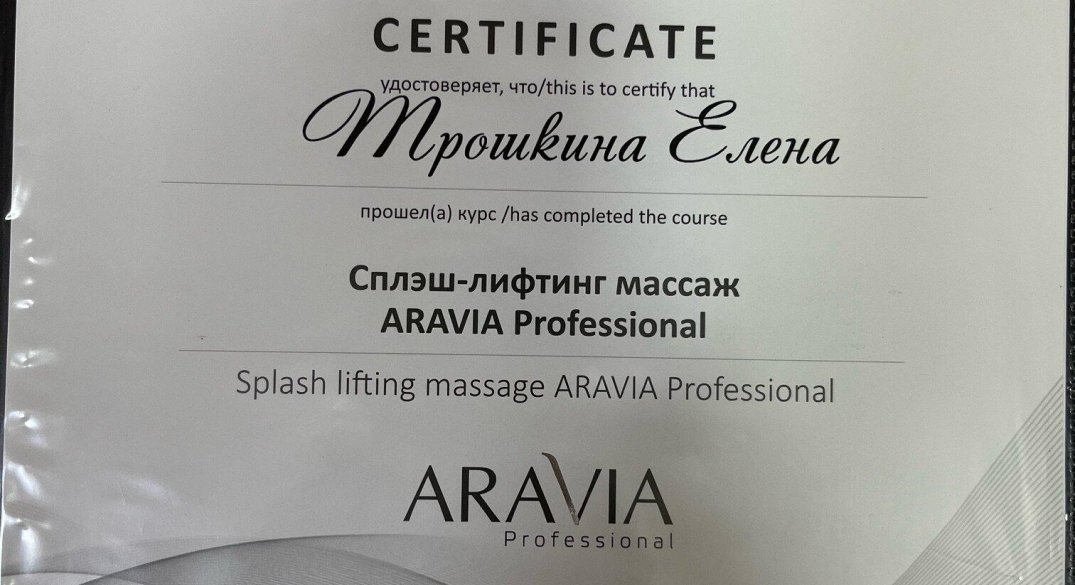 CERTIFICATE
удостоверяет, что/this is to certify that
Трошкина Елена
прошел(а) курс /has completed the course
Сплэш-лифтинг массаж
ARAVIA Professional
Splash lifting massage ARAVIA Professional
ARAVIA
Professional